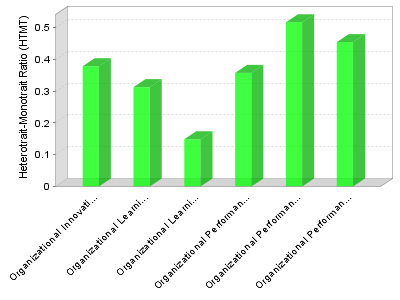 Heterotrait-Monotrait Ratio (HTMT)
0.5
0.4
0.3
0.2
0.1
0
Organizational Innovati...
Organizational Learni...
Organizational Learni...
Organizational Performan...
Organizational Performan...
Organizational Performan...